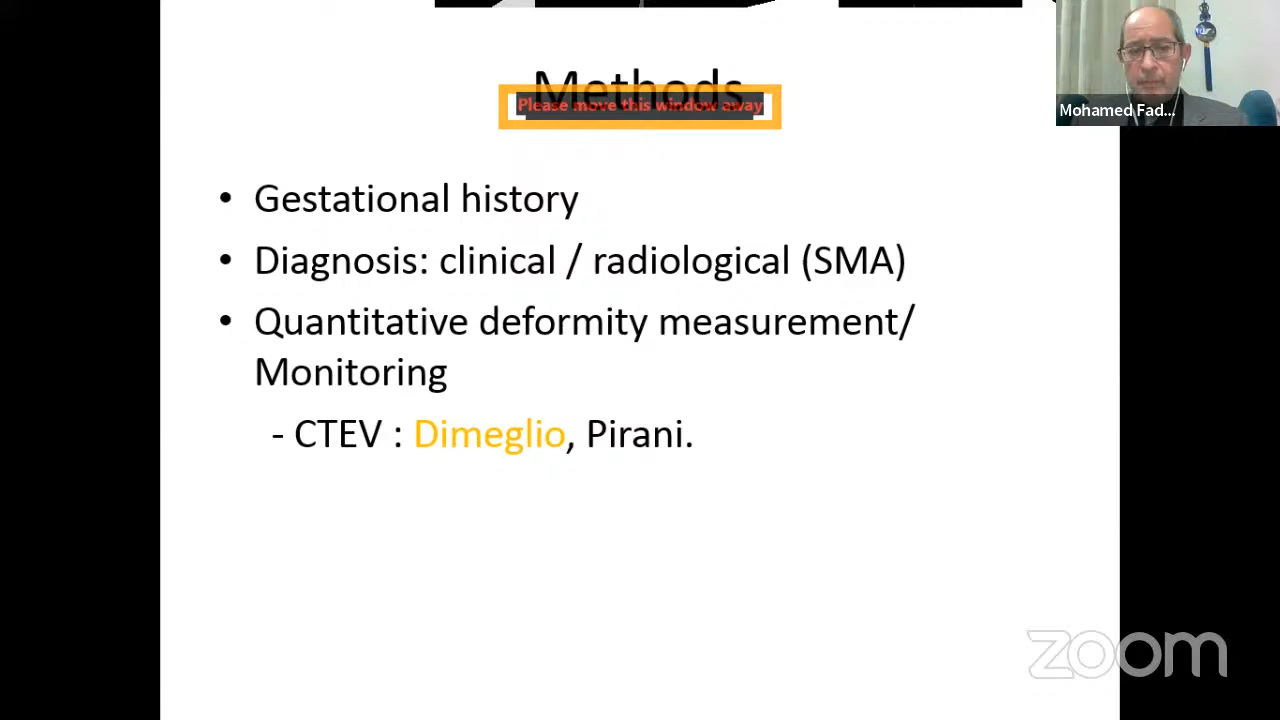 Methods
Please move this window away
Mohamed Fad...
• Gestational history
• Diagnosis: clinical / radiological (SMA)
• Quantitative deformity measurement/
Monitoring
- CTEV : Dimeglio, Pirani.
zoom